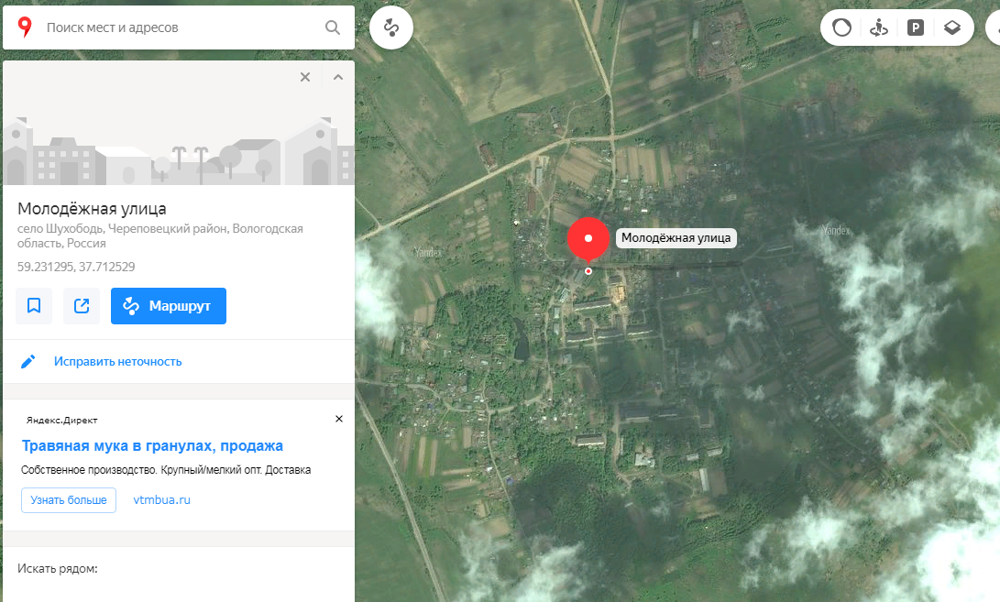 Поиск мест и адресов
P
Молодёжная улица
село Шухободь, Череповецкий район, Вологодская
область, Россия
59.231295, 37.712529
Маршрут
Исправить неточность
Яндекс.Директ
Травяная мука в гранулах, продажа
Собственное производство. Крупный/мелкий опт. Доставка
Узнать больше
vtmbua.ru
Искать рядом:
Молодёжная улица
Yandex
Yandex